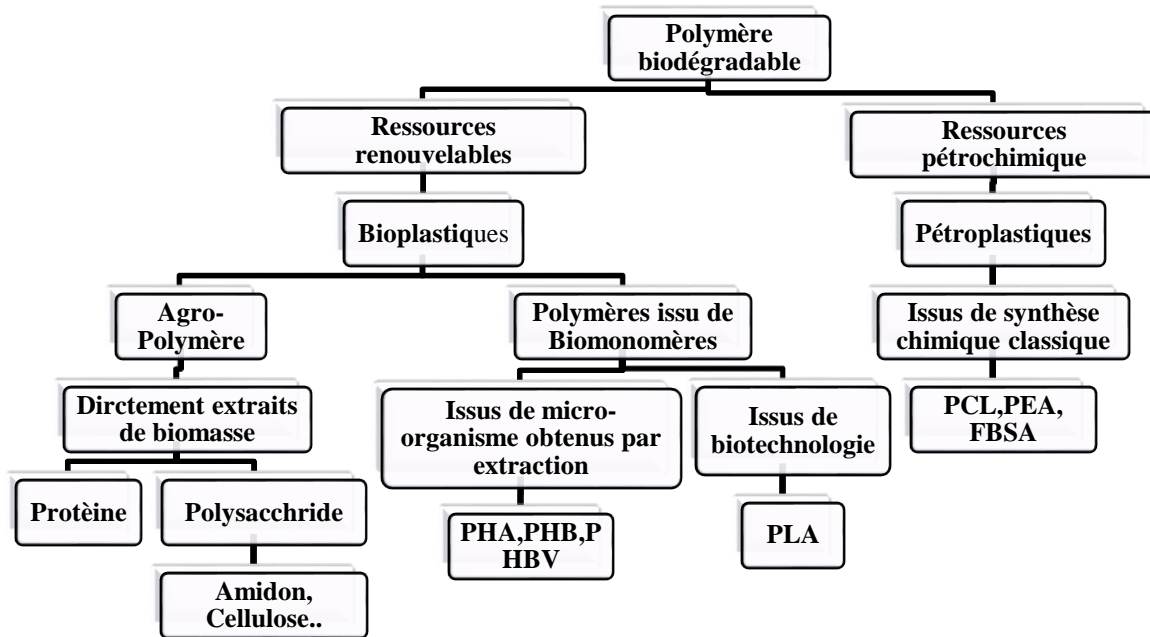 Polymère
biodégradable
Ressources
renouvelables
Ressources
pétrochimique
Bioplastiques
Pétroplastiques
Agro-
Polymère
Polymères issu de
Biomonomères
Issus de synthèse
chimique classique
Dirctement extraits
de biomasse
Issus de micro-
organisme obtenus par
extraction
Issus de
biotechnologie
PCL,PEA,
FBSA
Protèine
Polysacchride
PHA,PHB,P
HBV
PLA
Amidon,
Cellulose..